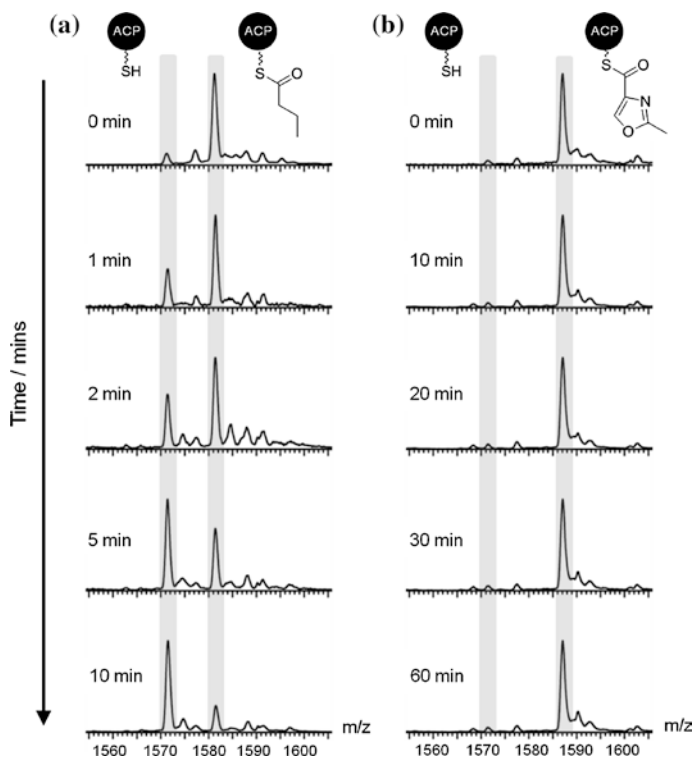 (a)
ACP
SH
ACP
S
O
(b)
ACP
SH
ACP
S
O
N
O
Time / mins
0 min
1 min
2 min
5 min
10 min
0 min
10 min
20 min
30 min
60 min
1560 1570 1580 1590 1600 m/z
1560 1570 1580 1590 1600 m/z